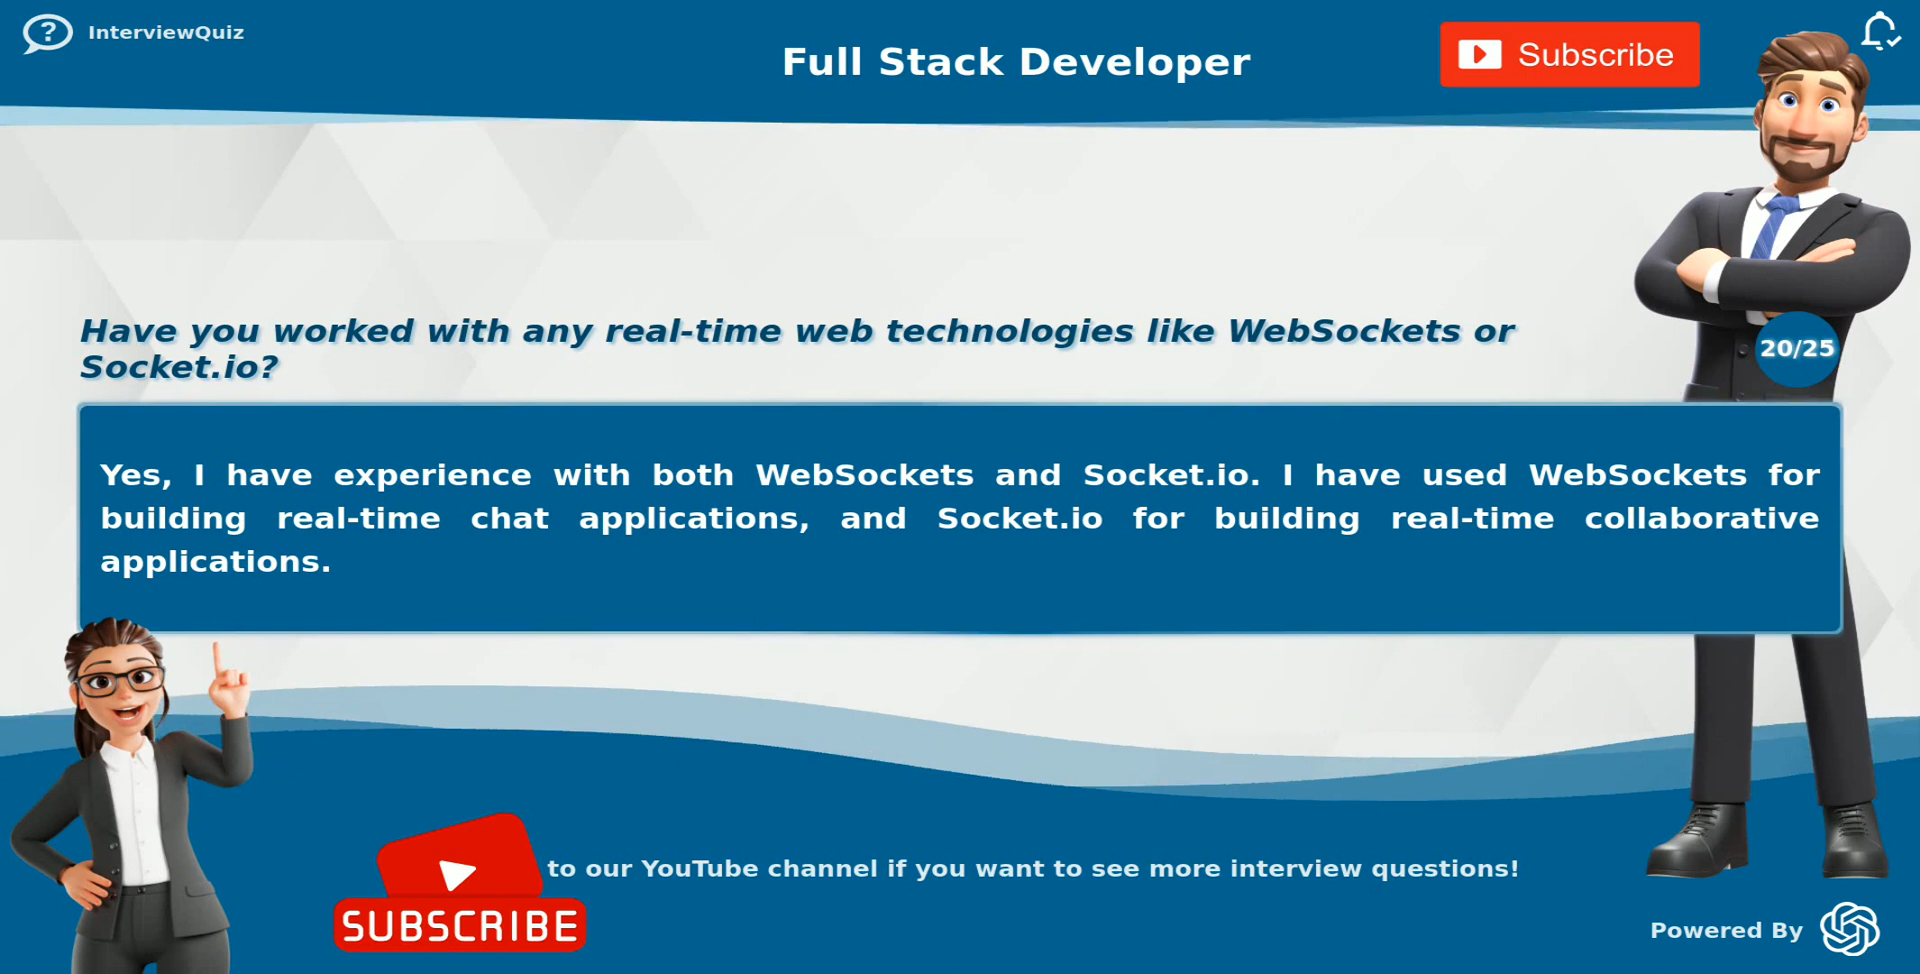 InterviewQuiz
Full Stack Developer
Subscribe
Have you worked with any real-time web technologies like WebSockets or
Socket.io?
20/25
Yes, I have experience with both WebSockets and Socket.io. I have used WebSockets for
building real-time chat applications, and Socket.io for building real-time collaborative
applications.
to our YouTube channel if you want to see more interview questions!
SUBSCRIBE
Powered By